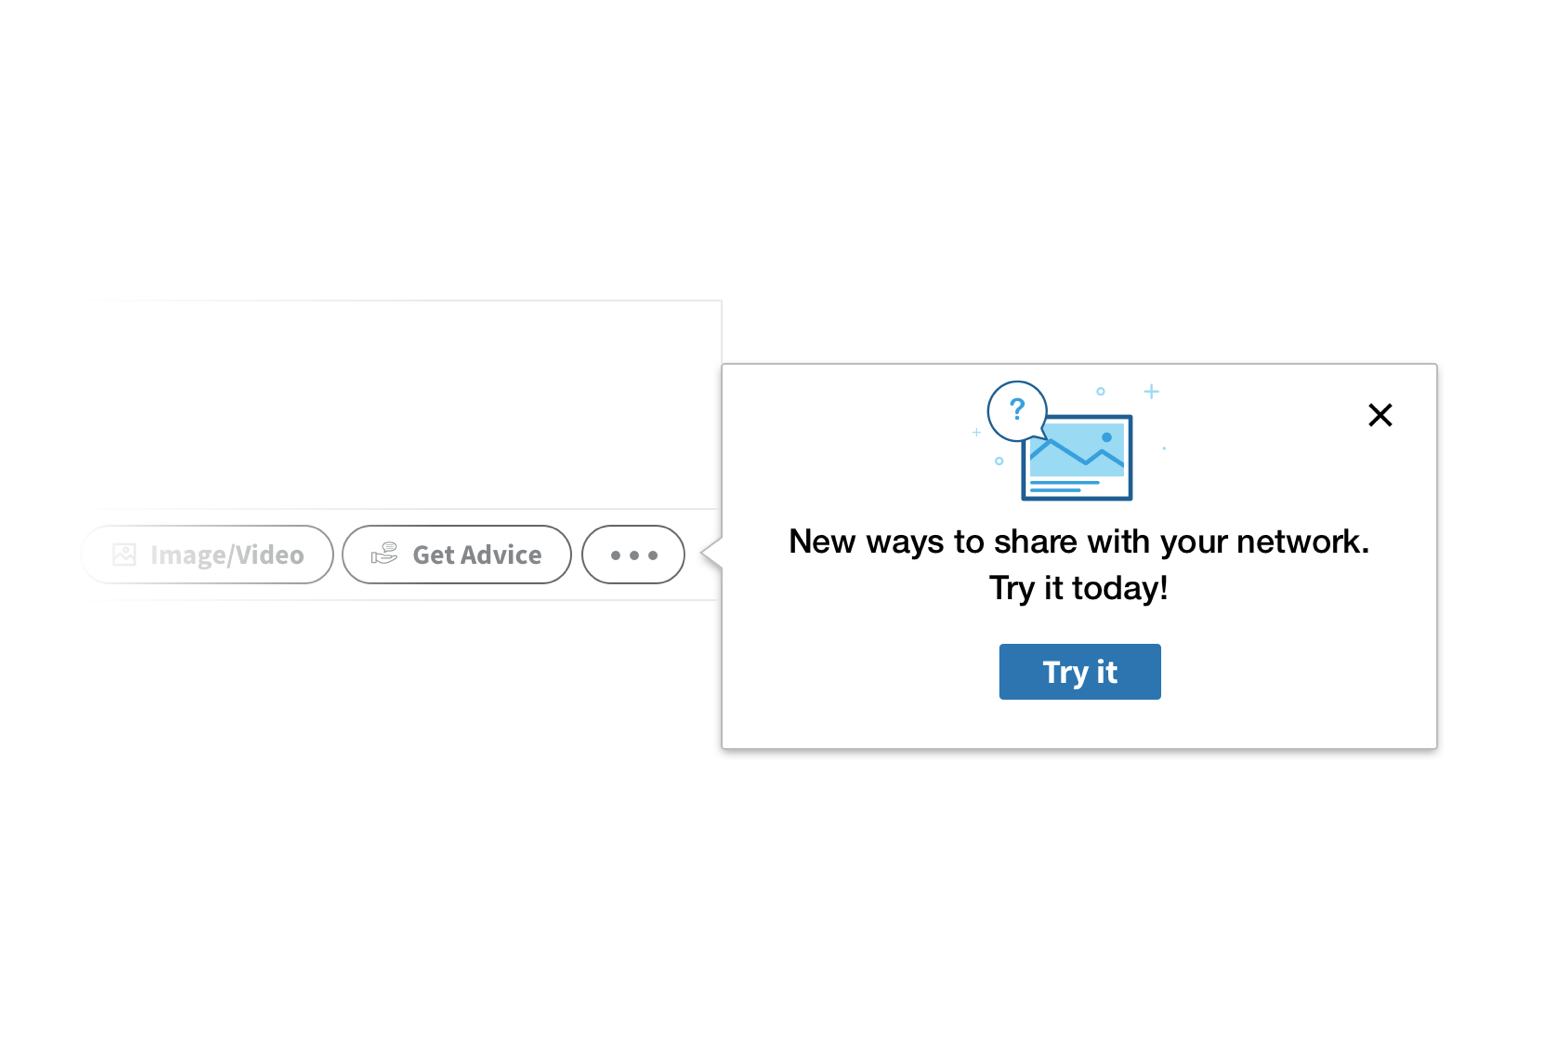 ?
New ways to share with your network.
Try it today!
Image/Video
Get Advice
Try it